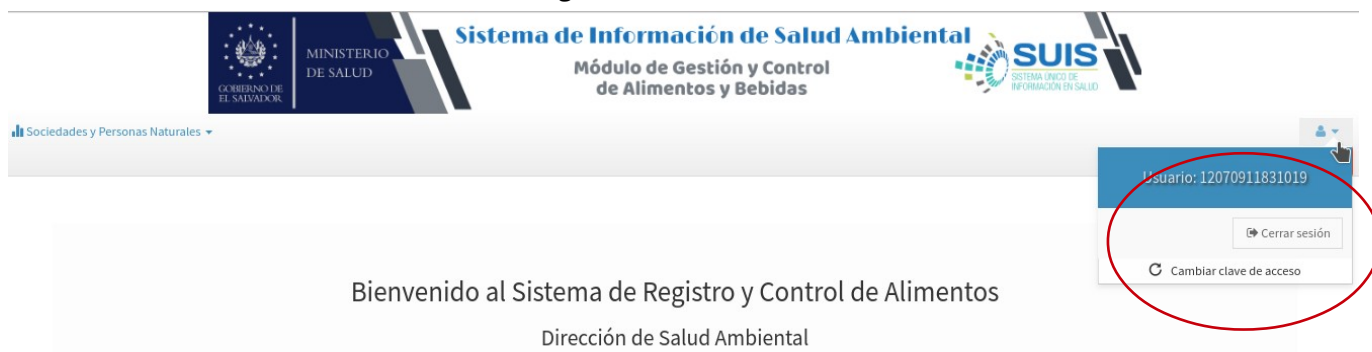 Sistema de Información de Salud Ambiental
Módulo de Gestión y Control
de Alimentos y Bebidas
MINISTERIO
DE SALUD
GOBIERNO DE
EL SALVADOR
SUIS
SISTEMA ÚNICO DE
INFORMACIÓN EN SALUD
Sociedades y Personas Naturales
Usuario: 12070911831019
Cerrar sesión
Cambiar clave de acceso
Bienvenido al Sistema de Registro y Control de Alimentos
Dirección de Salud Ambiental